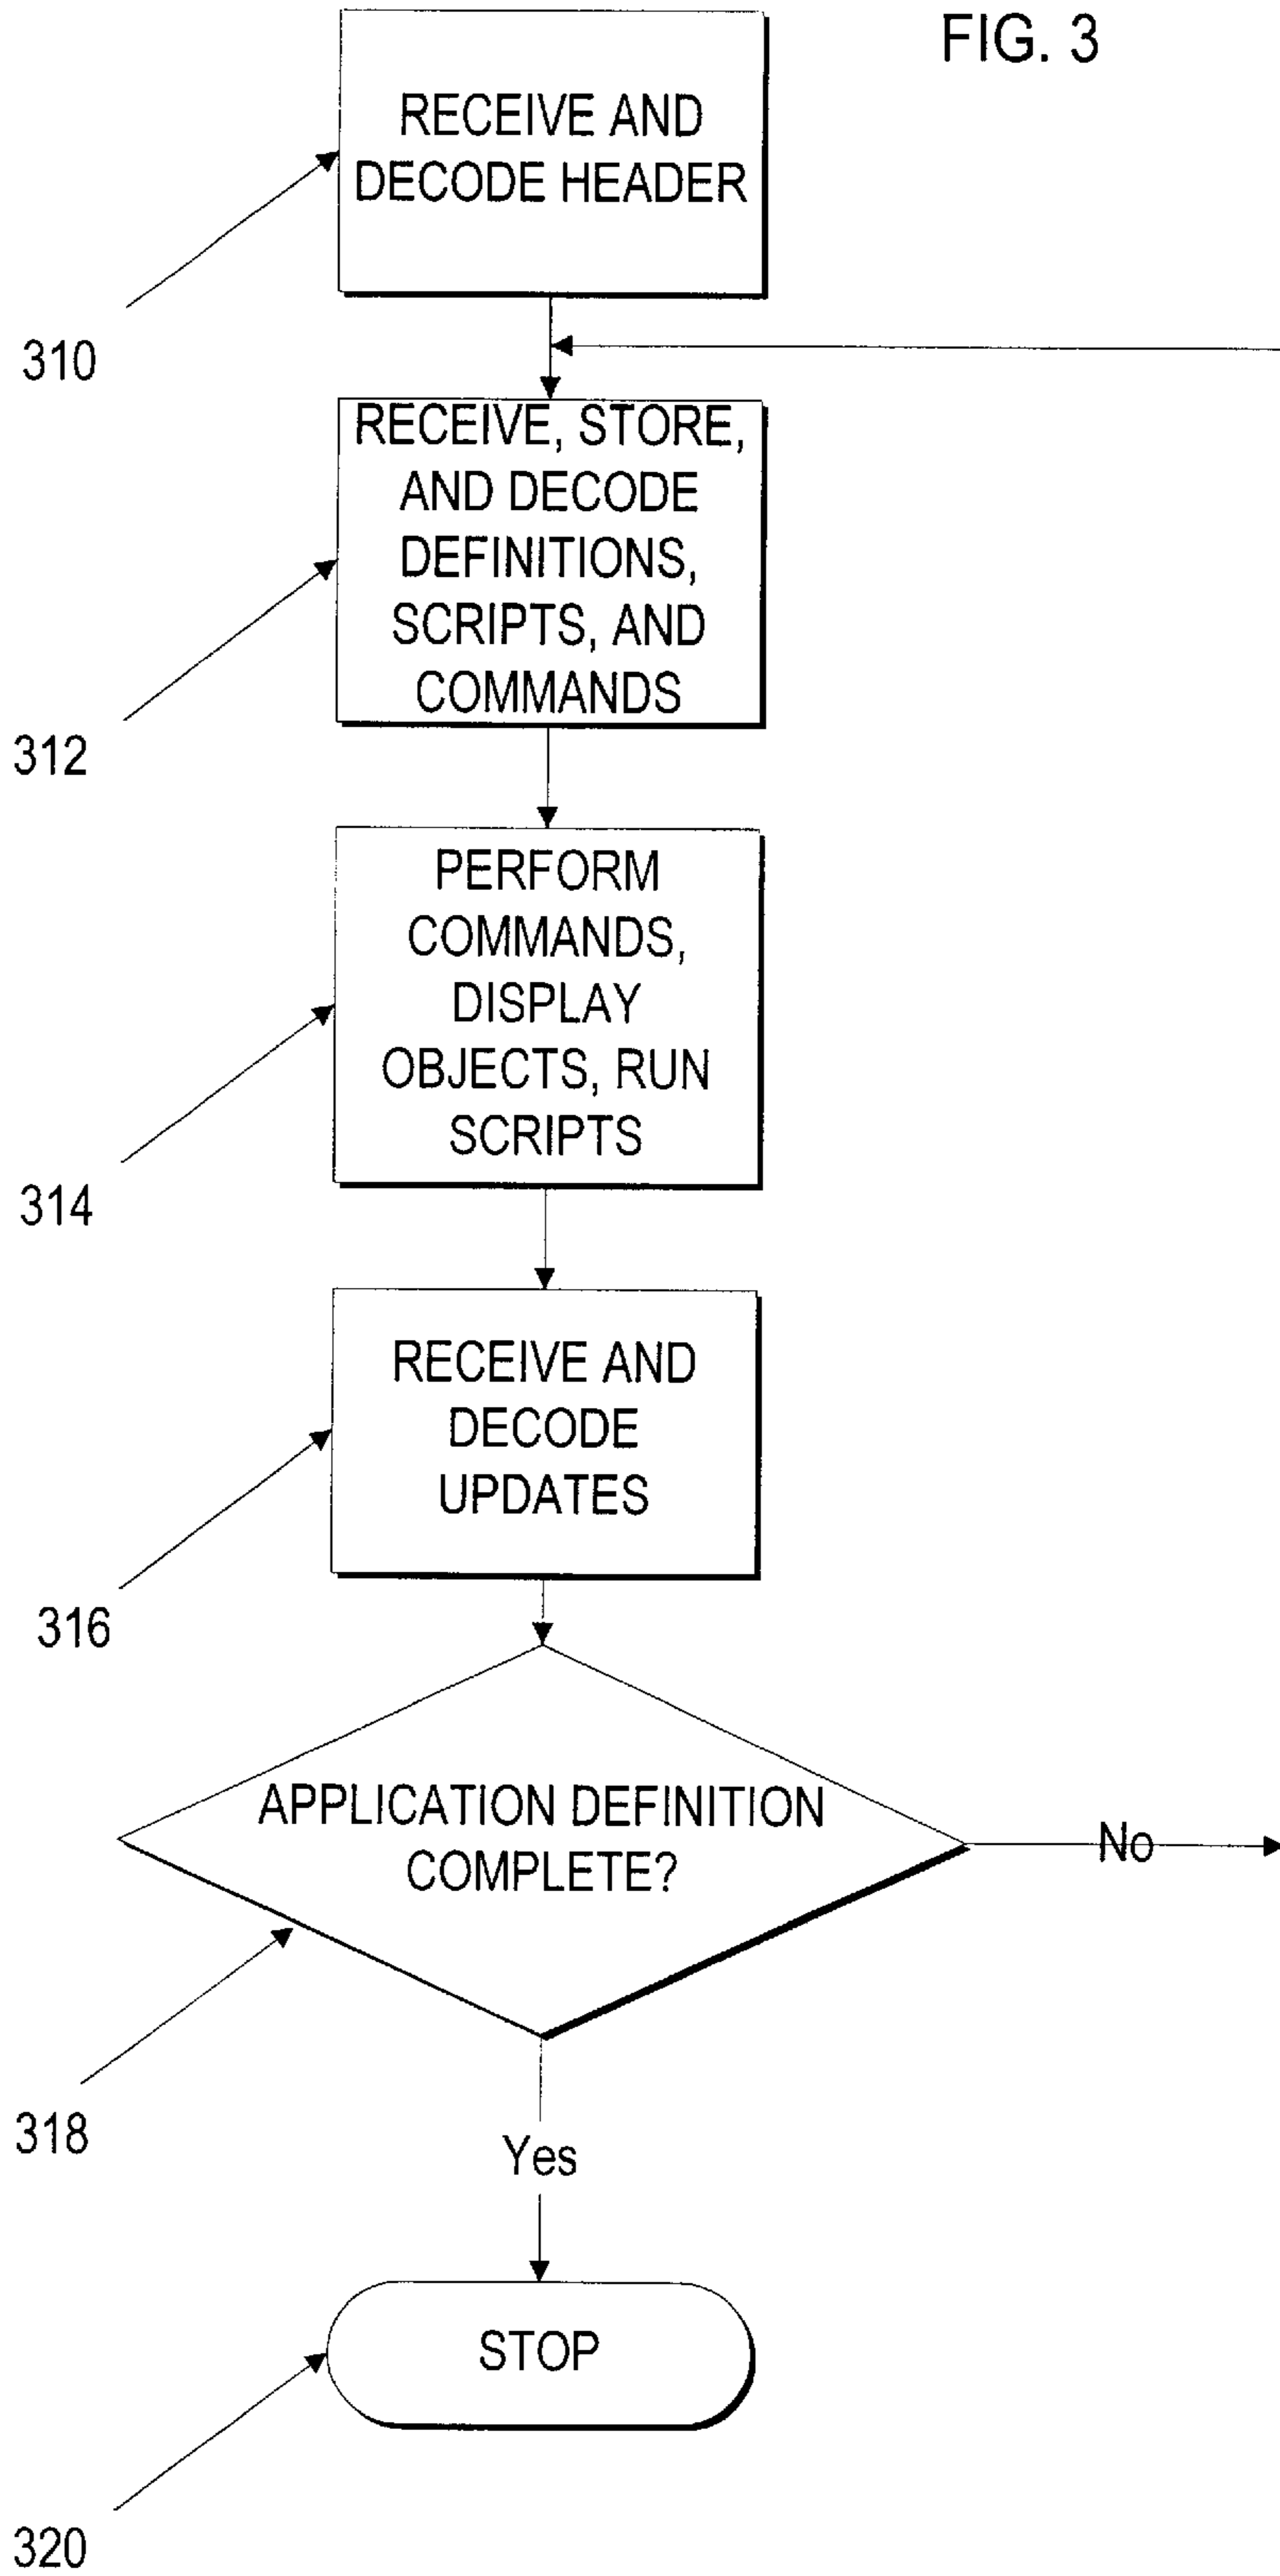 FIG. 3
RECEIVE AND
DECODE HEADER
310
RECEIVE, STORE,
AND DECODE
DEFINITIONS,
SCRIPTS, AND
COMMANDS
312
PERFORM
COMMANDS,
DISPLAY
OBJECTS, RUN
SCRIPTS
314
RECEIVE AND
DECODE
UPDATES
316
APPLICATION DEFINITION
COMPLETE?
No
318
Yes
STOP
320